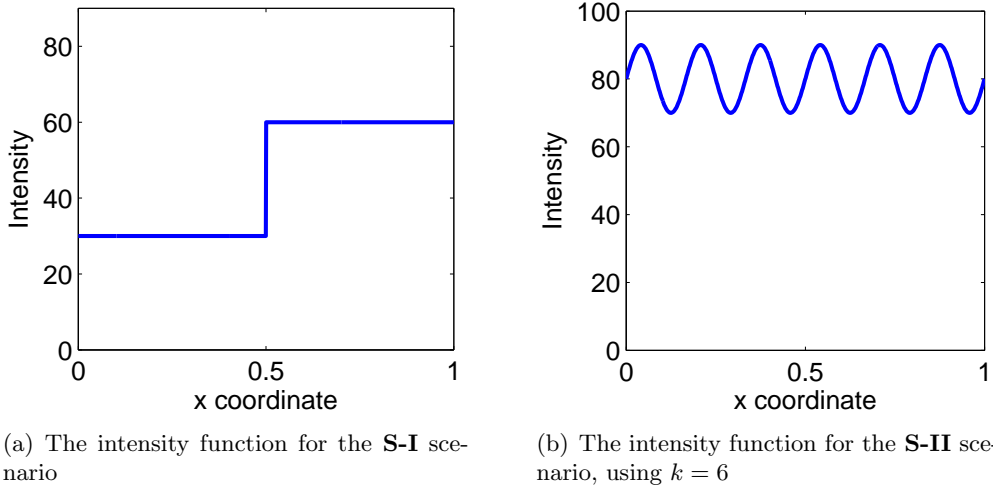 80
60
40
20
0
Intensity
0
0.5
1
x coordinate
(a) The intensity function for the S-I sce-
nario
100
80
60
40
20
0
Intensity
0
0.5
1
x coordinate
(b) The intensity function for the S-II sce-
nario, using k = 6